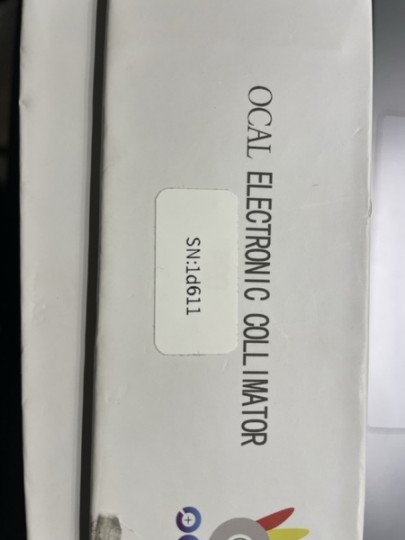 OCAL ELECTRONIC COLLIMATOR
SN:1d611